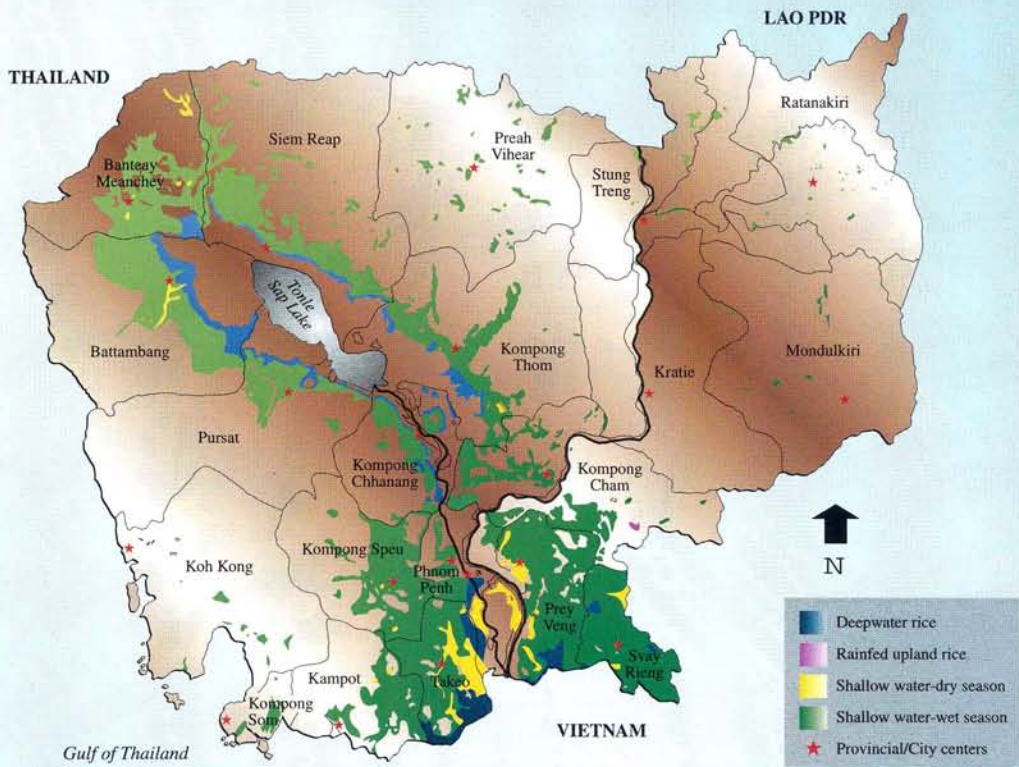 LAO PDR
THAILAND
Ratanakiri
Siem Reap
Preah
Vihear
Banteay
Meanchey
Stung
Treng
Tonle
Sap Lake
Battambang
Kompong
Thom
Kratie
Mondulkiri
Pursat
Kompong
Chhanang
Kompong
Cham
Kompong Speu
Koh Kong
Phnom
Penh
N
Prey
Veng
Svay
Rieng
Takeo
Kampot
Kompong
Som
VIETNAM
Gulf of Thailand
Deepwater rice
Rainfed upland rice
Shallow water-dry season
Shallow water-wet season
Provincial/City centers